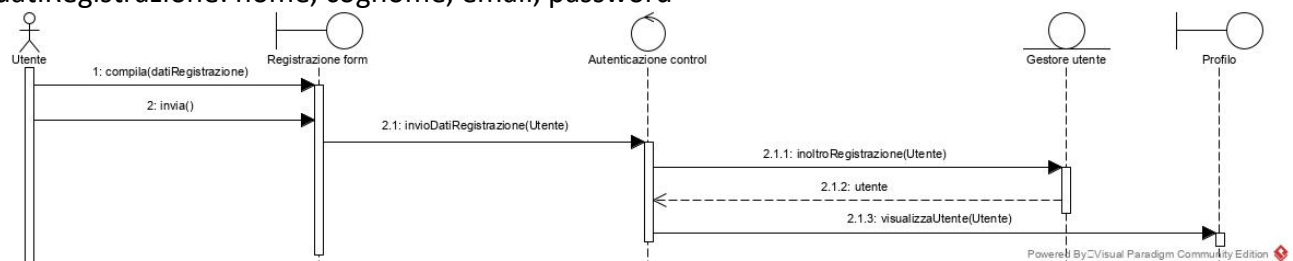 datiRegistrazione: nome, cognome, email, password
Utente
Registrazione form
Autenticazione control
Gestore utente
Profilo
1: compila(datiRegistrazione)
2: invia()
2.1: invioDatiRegistrazione(Utente)
2.1.1: inoltroRegistrazione(Utente)
2.1.2: utente
2.1.3: visualizzaUtente(Utente)
Powered By Visual Paradigm Community Edition